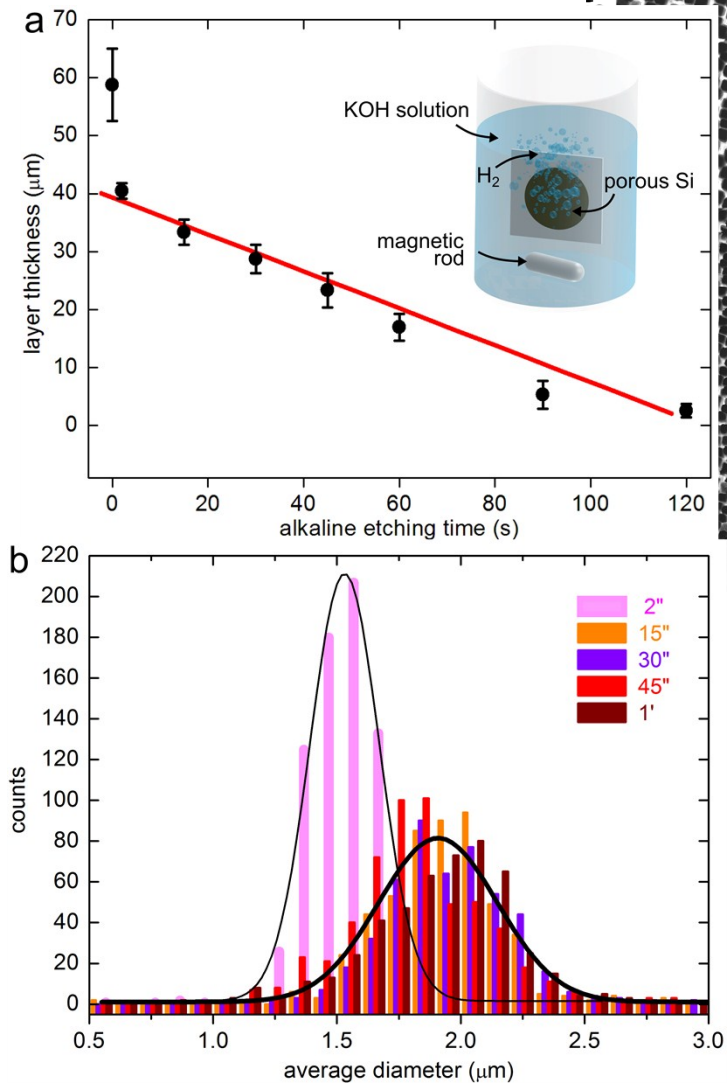 a
70
60
50
40
30
20
10
0
layer thickness (μm)
0 20 40 60 80 100 120
alkaline etching time (s)
KOH solution
H₂
porous Si
magnetic
rod
b
220
200
180
160
140
120
100
80
60
40
20
0
counts
2"
15"
30"
45"
1'
0.5 1.0 1.5 2.0 2.5 3.0
average diameter (μm)